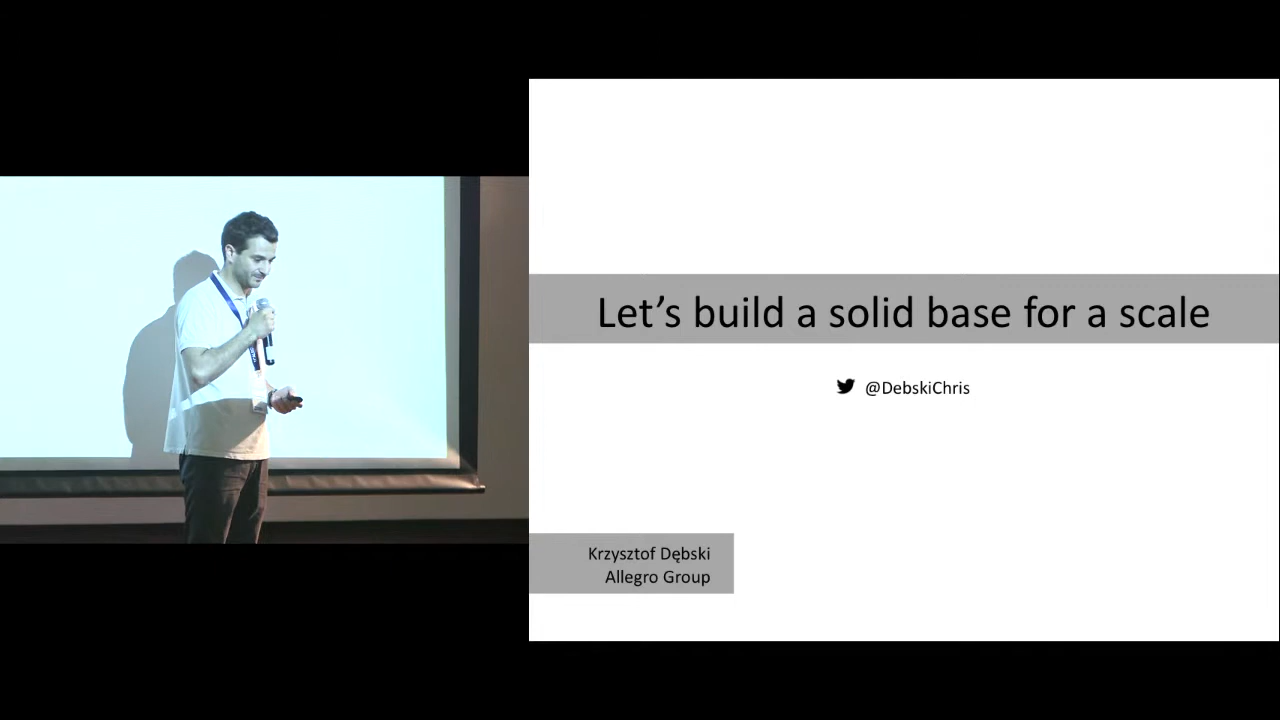 Let’s build a solid base for a scale
@DebskiChris
Krzysztof Dębski
Allegro Group